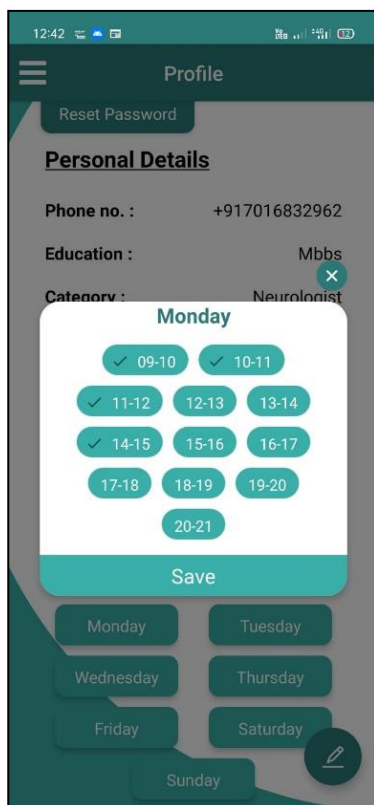 12:42
Profile
Reset Password
Personal Details
Phone no. : +917016832962
Education : Mbbs
Category : Neurologist
Monday
09-10 10-11
11-12 12-13 13-14
14-15 15-16 16-17
17-18 18-19 19-20
20-21
Save
Monday Tuesday
Wednesday Thursday
Friday Saturday
Sunday